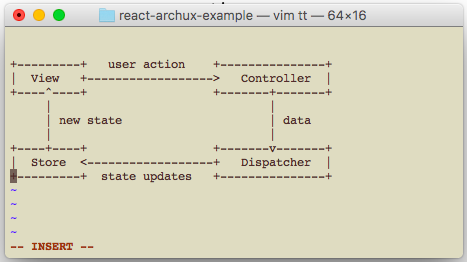 react-archux-example — vim tt — 64×16
+---------+   user action    +---------------+
|  View   +----------------->   Controller  |
+----^----+                  +-------+-------+
     |                               |
     | new state                     | data
     |                               |
+----+----+                  +-------v-------+
|  Store  <------------------+   Dispatcher  |
+---------+  state updates   +---------------+
~
~
~
~
-- INSERT --